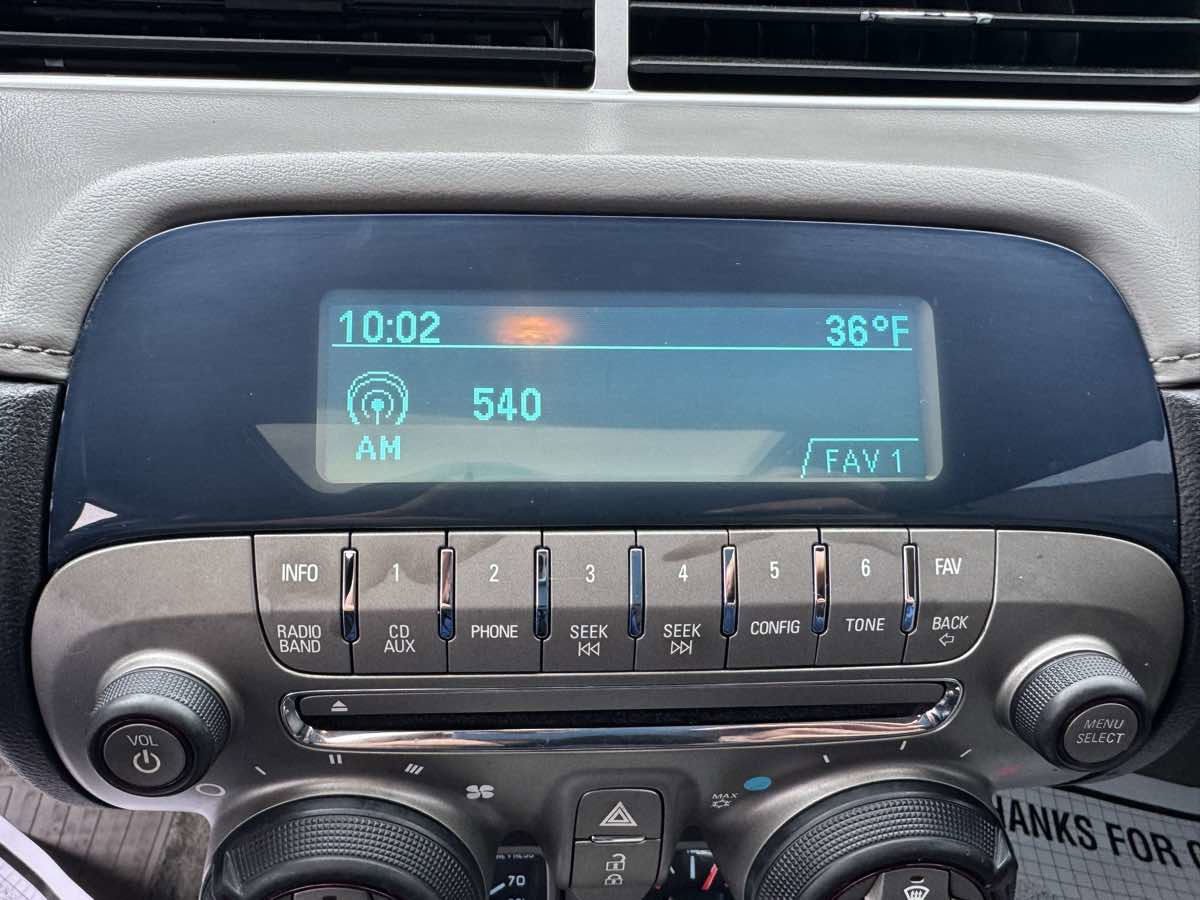 10:02
36°F
540
AM
FAV 1
INFO
1
2
3
4
5
6
FAV
RADIO
BAND
CD
AUX
PHONE
SEEK
SEEK
CONFIG
TONE
BACK
VOL
MENU
SELECT
MAX
70
HANKS FOR